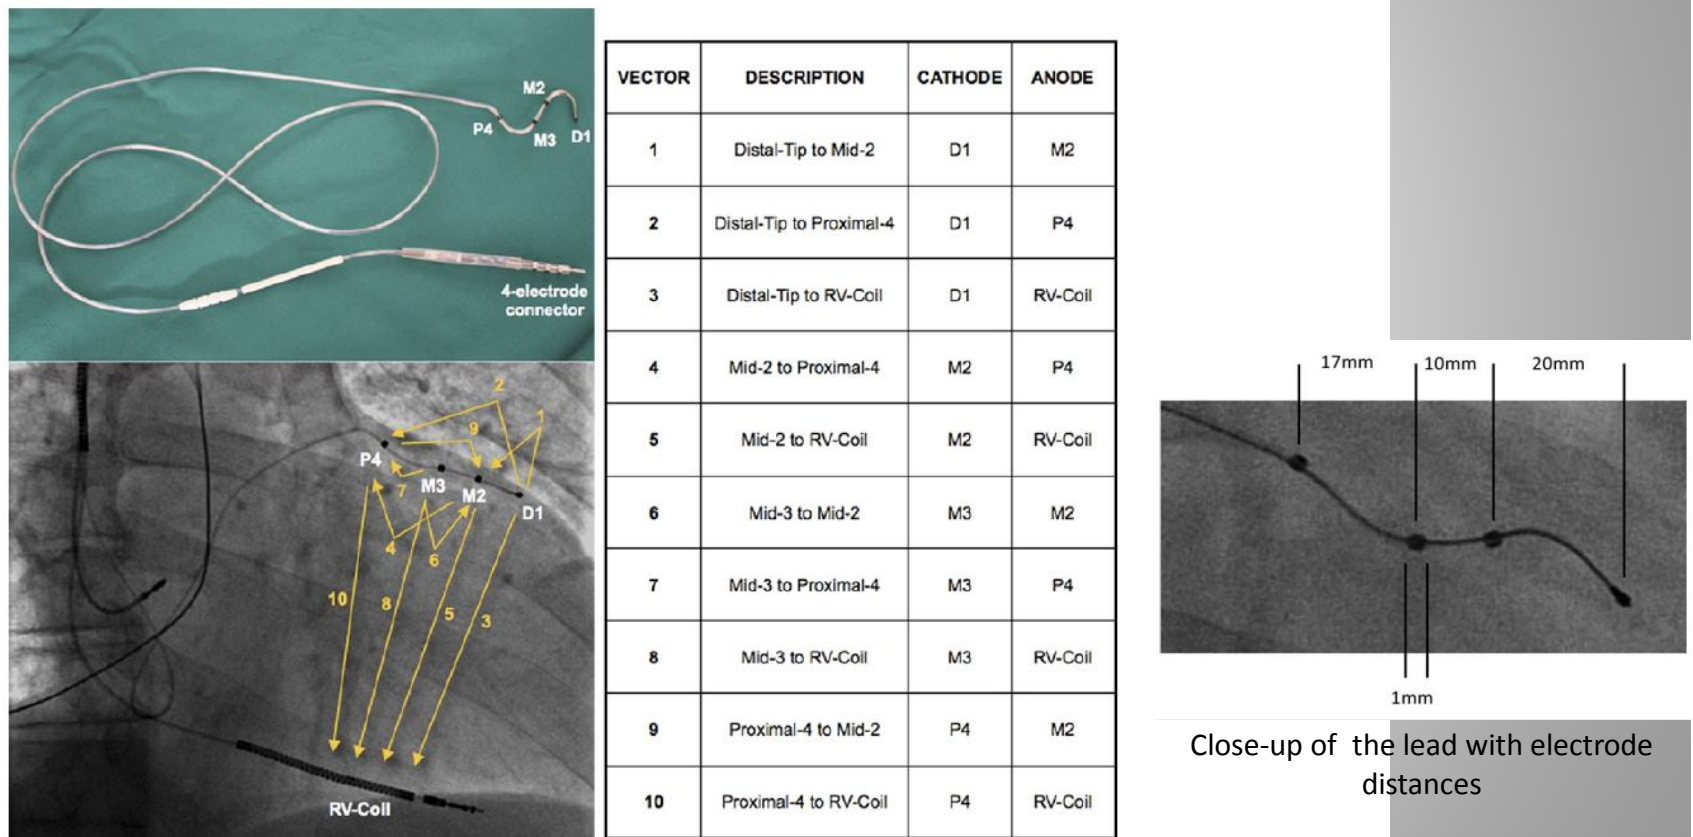 M2
P4
M3
D1
4-electrode
connector
2
1
9
P4
7
M3
M2
D1
4
6
10
8
5
3
RV-Coil
VECTOR DESCRIPTION CATHODE ANODE
1 Distal-Tip to Mid-2 D1 M2
2 Distal-Tip to Proximal-4 D1 P4
3 Distal-Tip to RV-Coil D1 RV-Coil
4 Mid-2 to Proximal-4 M2 P4
5 Mid-2 to RV-Coil M2 RV-Coil
6 Mid-3 to Mid-2 M3 M2
7 Mid-3 to Proximal-4 M3 P4
8 Mid-3 to RV-Coil M3 RV-Coil
9 Proximal-4 to Mid-2 P4 M2
10 Proximal-4 to RV-Coil P4 RV-Coil
17mm 10mm 20mm
1mm
Close-up of the lead with electrode
distances